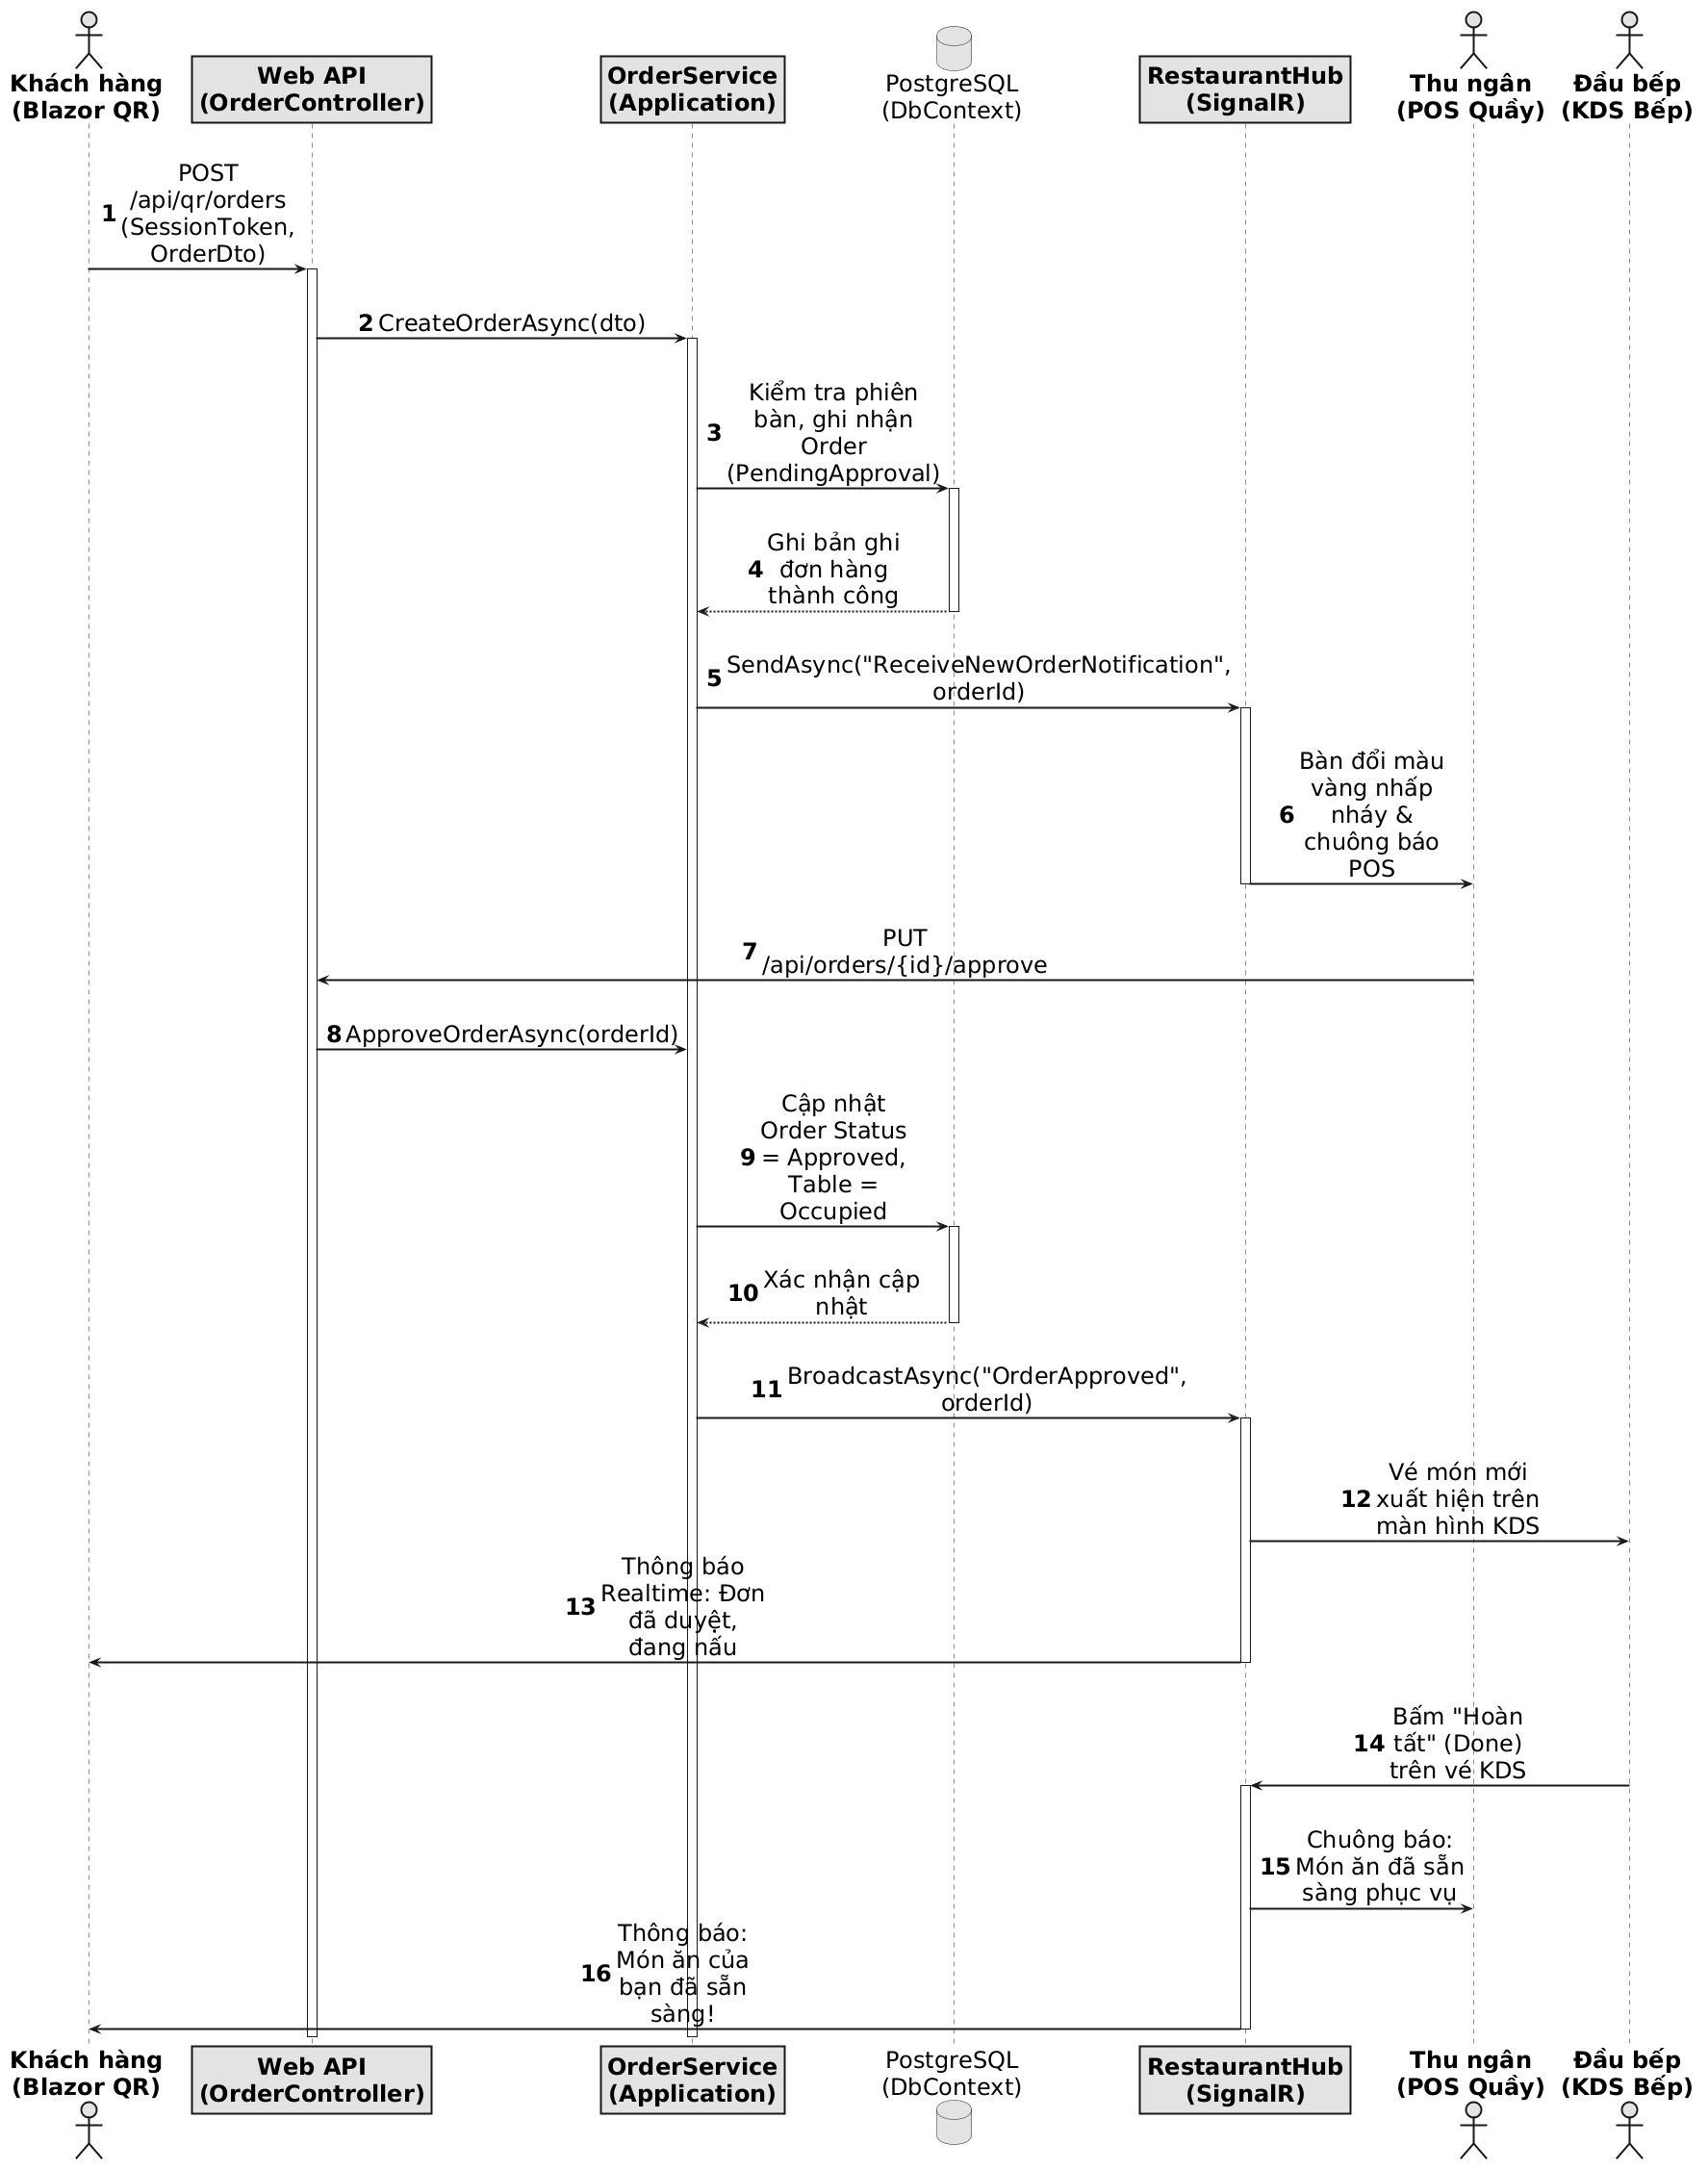 Khách hàng
(Blazor QR)
Web API
(OrderController)
OrderService
(Application)
PostgreSQL
(DbContext)
RestaurantHub
(SignalR)
Thu ngân
(POS Quầy)
Đầu bếp
(KDS Bếp)
1
POST
/api/qr/orders
(SessionToken,
OrderDto)
2 CreateOrderAsync(dto)
3
Kiểm tra phiên
bàn, ghi nhận
Order
(PendingApproval)
4
Ghi bản ghi
đơn hàng
thành công
5
SendAsync("ReceiveNewOrderNotification",
orderId)
6
Bàn đổi màu
vàng nhấp
nháy &
chuông báo
POS
7
PUT
/api/orders/{id}/approve
8 ApproveOrderAsync(orderId)
9
Cập nhật
Order Status
= Approved,
Table =
Occupied
10
Xác nhận cập
nhật
11
BroadcastAsync("OrderApproved",
orderId)
12
Vé món mới
xuất hiện trên
màn hình KDS
13
Thông báo
Realtime: Đơn
đã duyệt,
đang nấu
14
Bấm "Hoàn
tất" (Done)
trên vé KDS
15
Chuông báo:
Món ăn đã sẵn
sàng phục vụ
16
Thông báo:
Món ăn của
bạn đã sẵn
sàng!
Khách hàng
(Blazor QR)
Web API
(OrderController)
OrderService
(Application)
PostgreSQL
(DbContext)
RestaurantHub
(SignalR)
Thu ngân
(POS Quầy)
Đầu bếp
(KDS Bếp)